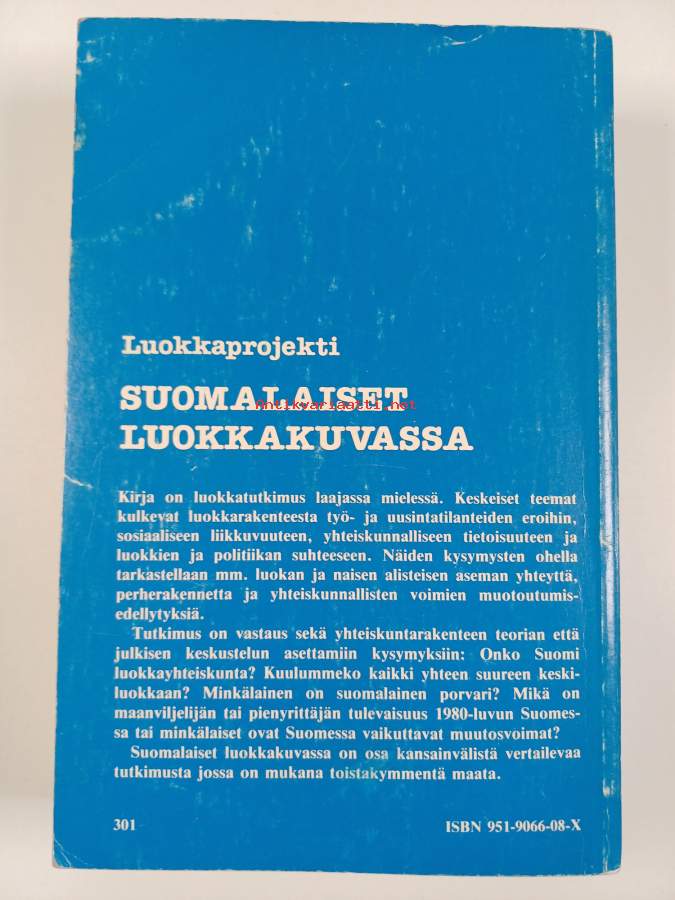 Luokkaprojekti
SUOMALAISET
Antikvariaatti.net
LUOKKAKUVASSA
Kirja on luokkatutkimus laajassa mielessä. Keskeiset teemat
kulkevat luokkarakenteesta työ- ja uusintatilanteiden eroihin,
sosiaaliseen liikkuvuuteen, yhteiskunnalliseen tietoisuuteen ja
luokkien ja politiikan suhteeseen. Näiden kysymysten ohella
tarkastellaan mm. luokan ja naisen alisteisen aseman yhteyttä,
perherakennetta ja yhteiskunnallisten voimien muotoutumis-
edellytyksiä.
Tutkimus on vastaus sekä yhteiskuntarakenteen teorian että
julkisen keskustelun asettamiin kysymyksiin: Onko Suomi
luokkayhteiskunta? Kuulummeko kaikki yhteen suureen keski-
luokkaan? Minkälainen on suomalainen porvari? Mikä on
maanviljelijän tai pienyrittäjän tulevaisuus 1980-luvun Suomes-
sa tai minkälaiset ovat Suomessa vaikuttavat muutosvoimat?
Suomalaiset luokkakuvassa on osa kansainvälistä vertailevaa
tutkimusta jossa on mukana toistakymmentä maata.
301
ISBN 951-9066-08-X